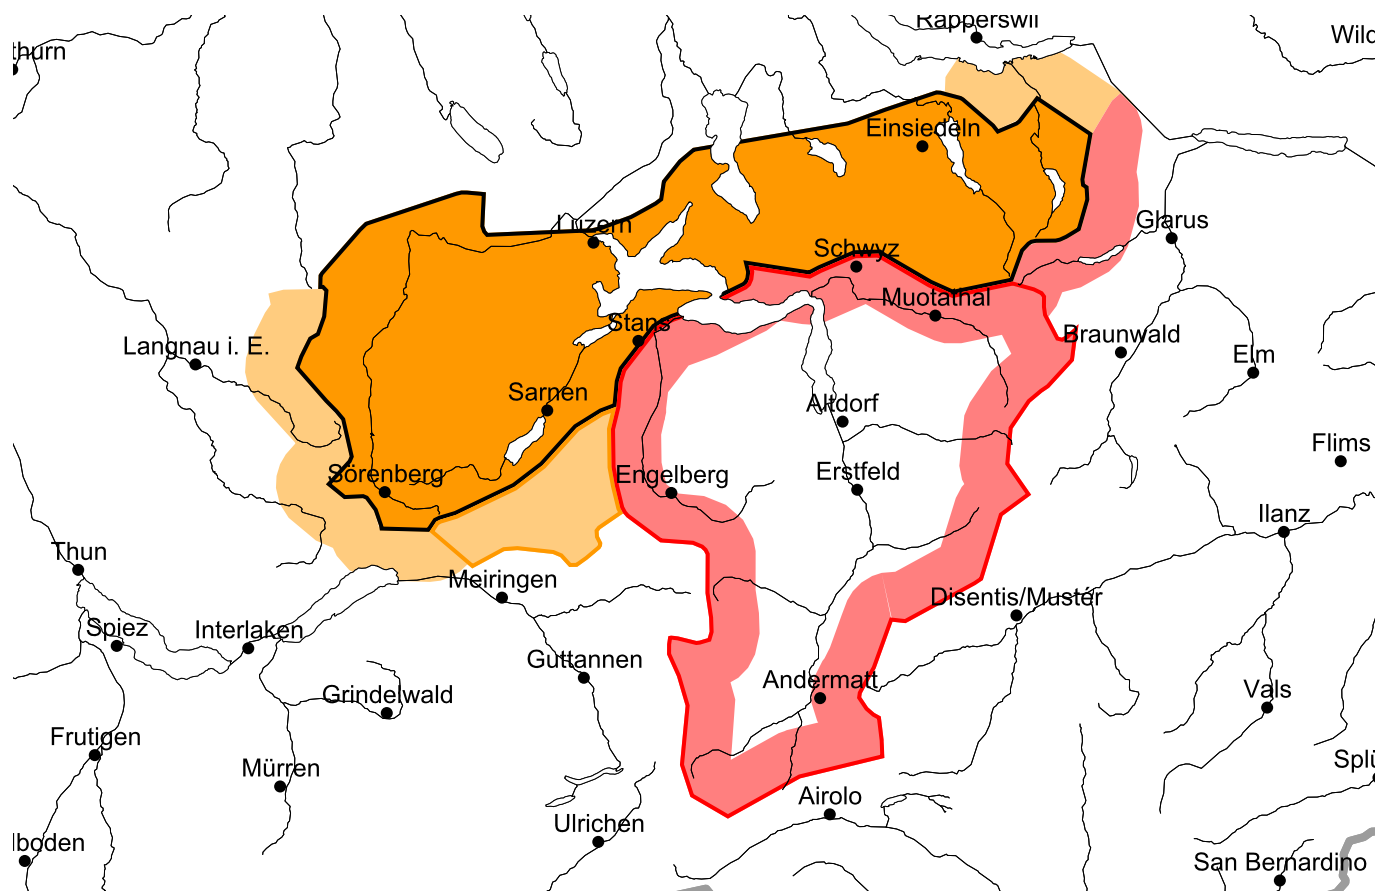 Rapperswil
Wild
thurn
Einsiedeln
Luzern
Glarus
Schwyz
Muotathal
Stans
Braunwald
Langnau i. E.
Elm
Sarnen
Altdorf
Flims
Sörenberg
Engelberg
Erstfeld
Ilanz
Thun
Meiringen
Disentis/Mustér
Spiez
Interlaken
Guttannen
Andermatt
Vals
Grindelwald
Frutigen
Mürren
Splü
Airolo
Ulrichen
lboden
San Bernardino